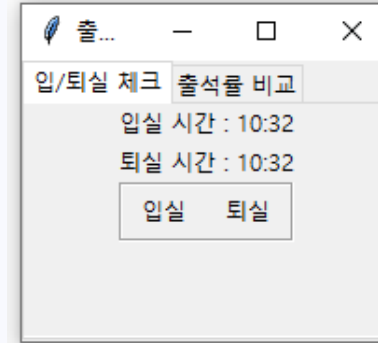 출...
입/퇴실 체크 출석률 비교
입실 시간 : 10:32
퇴실 시간 : 10:32
입실 퇴실